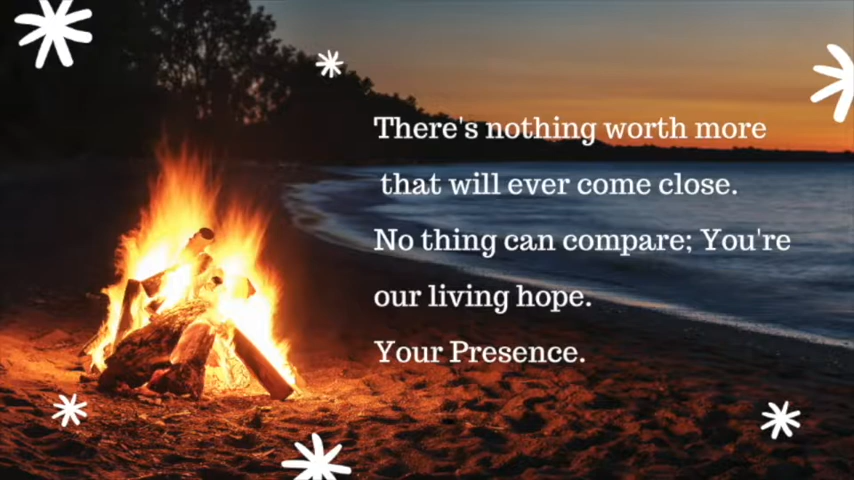 There's nothing worth more
that will ever come close.
No thing can compare; You're
our living hope.
Your Presence.